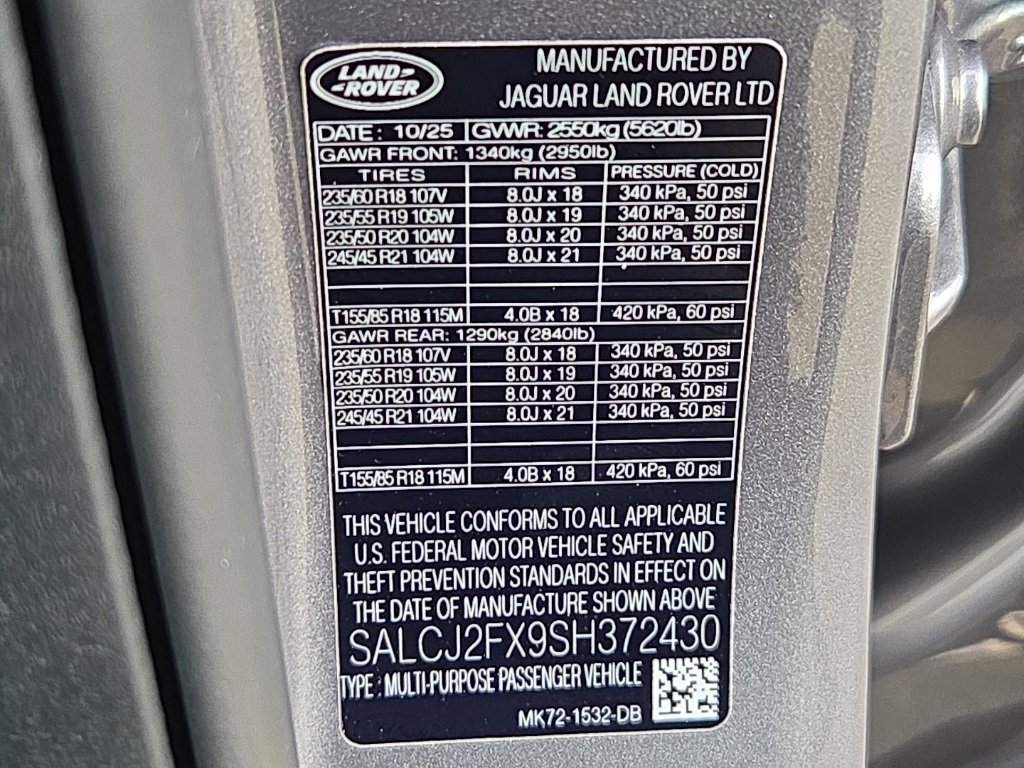 LAND-
-ROVER
MANUFACTURED BY
JAGUAR LAND ROVER LTD
DATE: 10/25 GVWR: 2550kg (5620lb)
GAWR FRONT: 1340kg (2950lb)
TIRES RIMS PRESSURE (COLD)
235/60 R18 107V 8.0J x 18 340 kPa, 50 psi
235/55 R19 105W 8.0J x 19 340 kPa, 50 psi
235/50 R20 104W 8.0J x 20 340 kPa, 50 psi
245/45 R21 104W 8.0J x 21 340 kPa, 50 psi
T155/85 R18 115M 4.0B x 18 420 kPa, 60 psi
GAWR REAR: 1290kg (2840lb)
235/60 R18 107V 8.0J x 18 340 kPa, 50 psi
235/55 R19 105W 8.0J x 19 340 kPa, 50 psi
235/50 R20 104W 8.0J x 20 340 kPa, 50 psi
245/45 R21 104W 8.0J x 21 340 kPa, 50 psi
T155/85 R18 115M 4.0B x 18 420 kPa, 60 psi
THIS VEHICLE CONFORMS TO ALL APPLICABLE
U.S. FEDERAL MOTOR VEHICLE SAFETY AND
THEFT PREVENTION STANDARDS IN EFFECT ON
THE DATE OF MANUFACTURE SHOWN ABOVE
SALCJ2FX9SH372430
TYPE : MULTI-PURPOSE PASSENGER VEHICLE
MK72-1532-DB